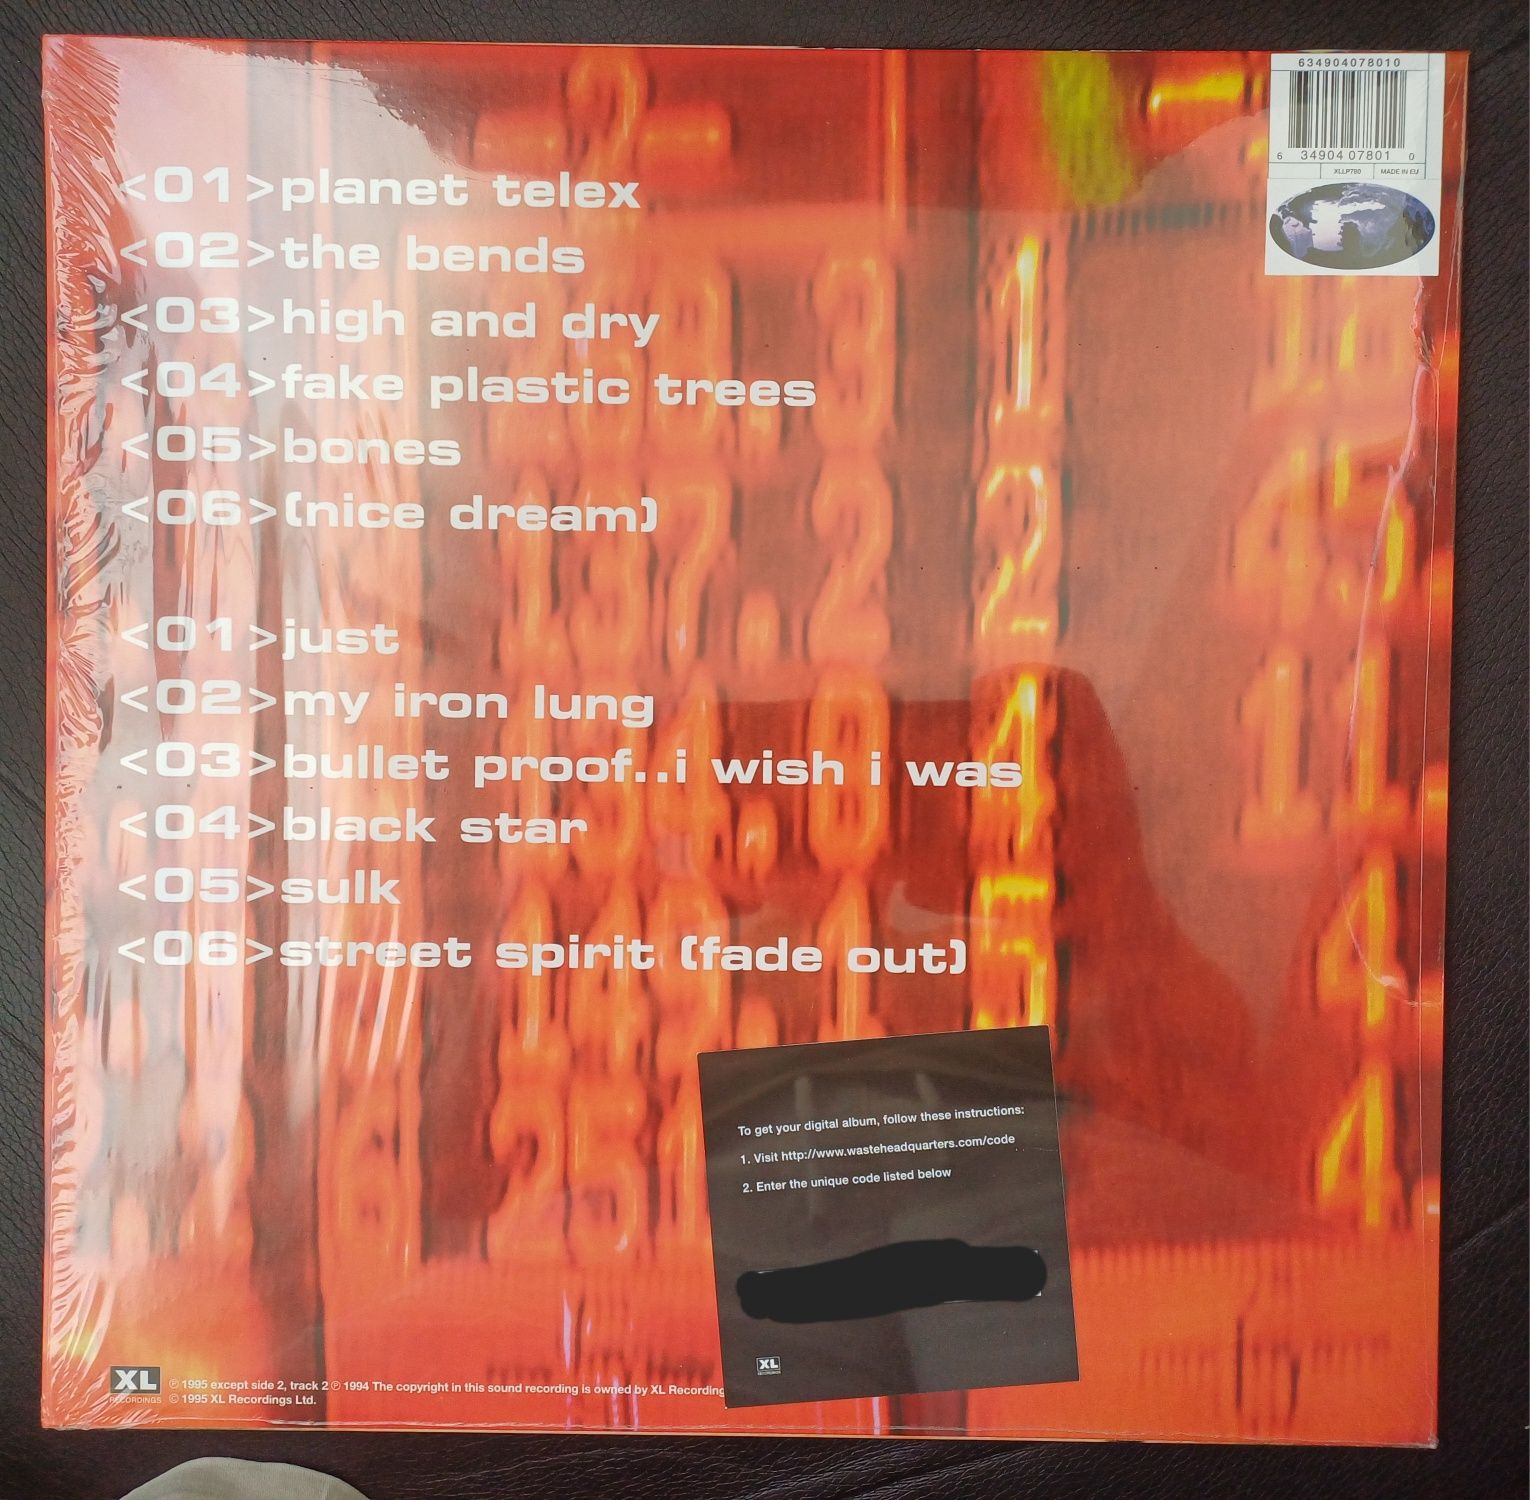 634904078010
6 34904 07801 0
XLLP780 MADE IN EU
<01>planet telex
<02>the bends
<03>high and dry
<04>fake plastic trees
<05>bones
<06>(nice dream)
<01>just
<02>my iron lung
<03>bullet proof..i wish i was
<04>black star
<05>sulk
<06>street spirit (fade out)
To get your digital album, follow these instructions:
1. Visit http://www.wasteheadquarters.com/code
2. Enter the unique code listed below
XL
RECORDINGS
XL
RECORDINGS
℗ 1995 except side 2, track 2 ℗ 1994 The copyright in this sound recording is owned by XL Recording
© 1995 XL Recordings Ltd.